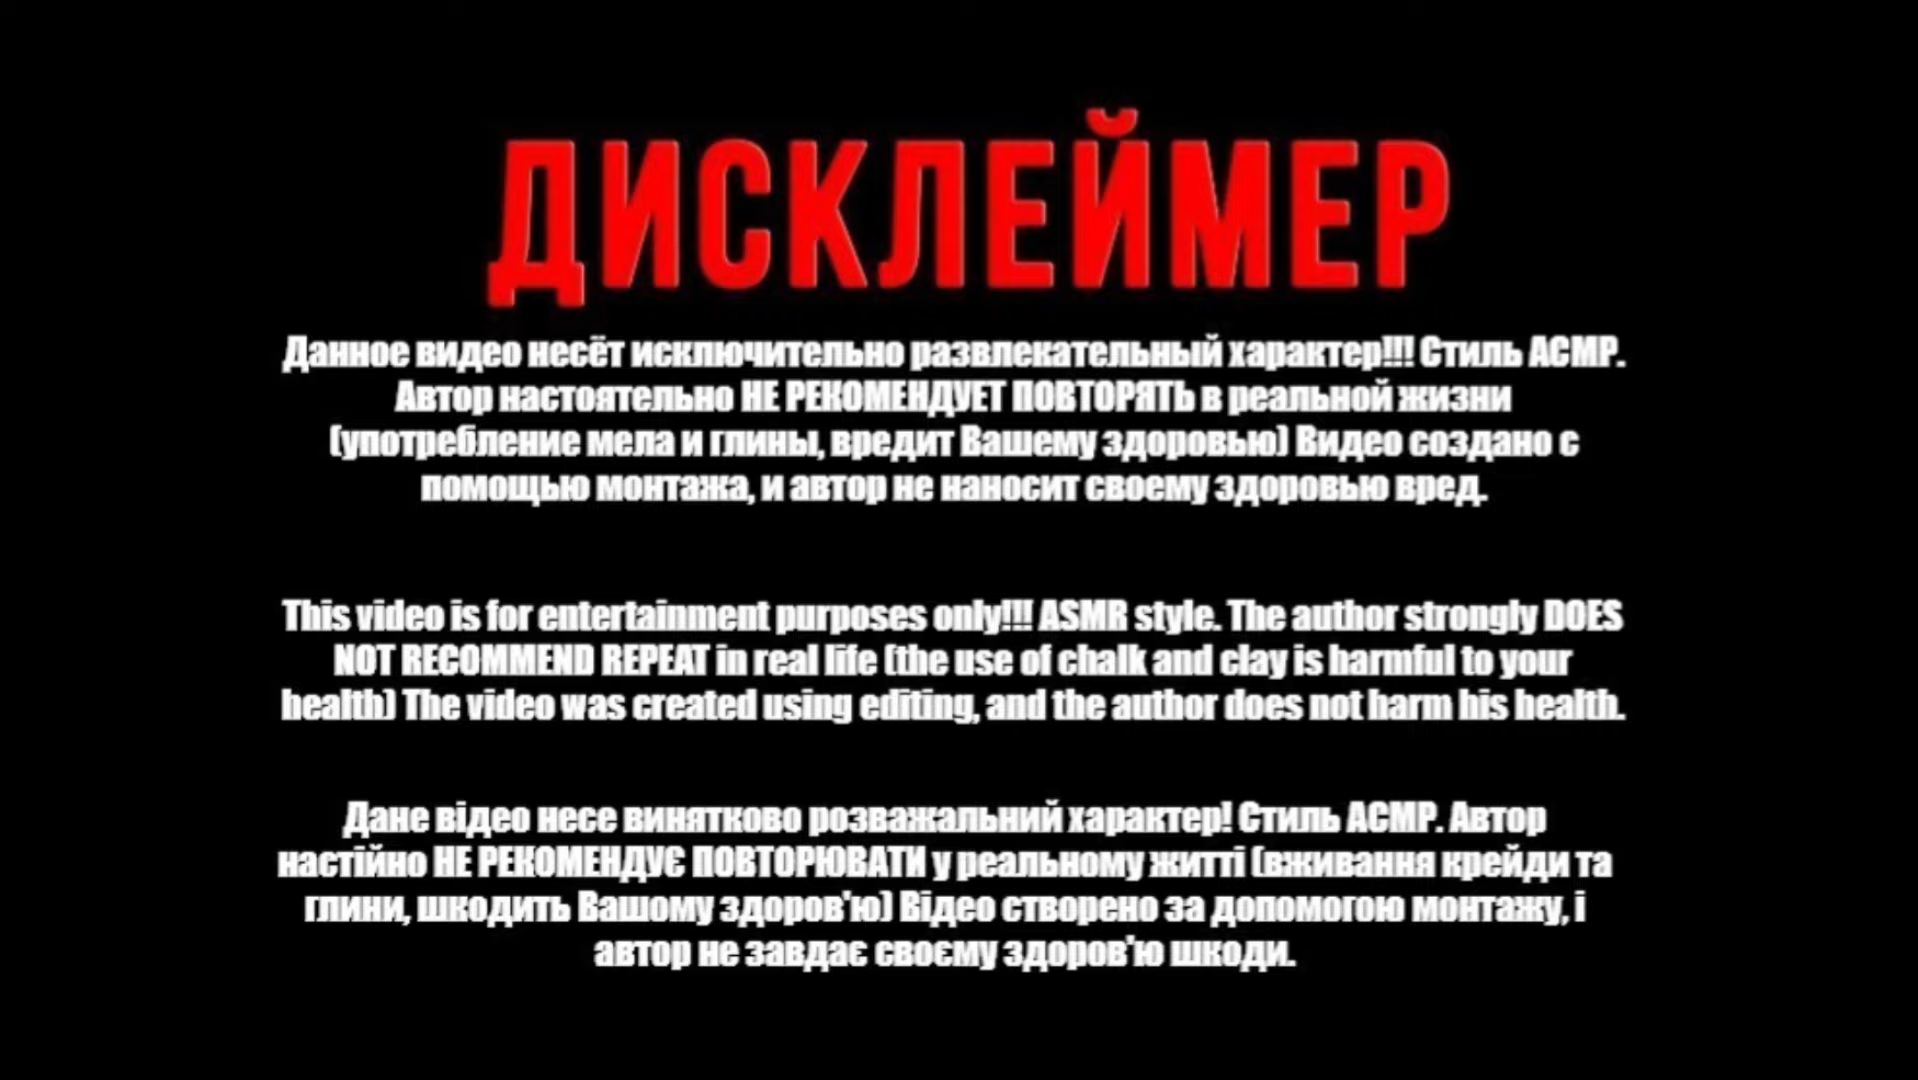 ДИСКЛЕЙМЕР
Данное видео несёт исключительно развлекательный характер!!! Стиль АСМР.
Автор настоятельно НЕ РЕКОМЕНДУЕТ ПОВТОРЯТЬ в реальной жизни
(употребление мела и глины, вредит Вашему здоровью) Видео создано с
помощью монтажа, и автор не наносит своему здоровью вред.
This video is for entertainment purposes only!!! ASMR style. The author strongly DOES
NOT RECOMMEND REPEAT in real life (the use of chalk and clay is harmful to your
health) The video was created using editing, and the author does not harm his health.
Дане відео несе винятково розважальний характер! Стиль АСМР. Автор
настійно НЕ РЕКОМЕНДУЄ ПОВТОРЮВАТИ у реальному житті (вживання крейди та
глини, шкодить Вашому здоров'ю) Відео створено за допомогою монтажу, і
автор не завдає своєму здоров'ю шкоди.